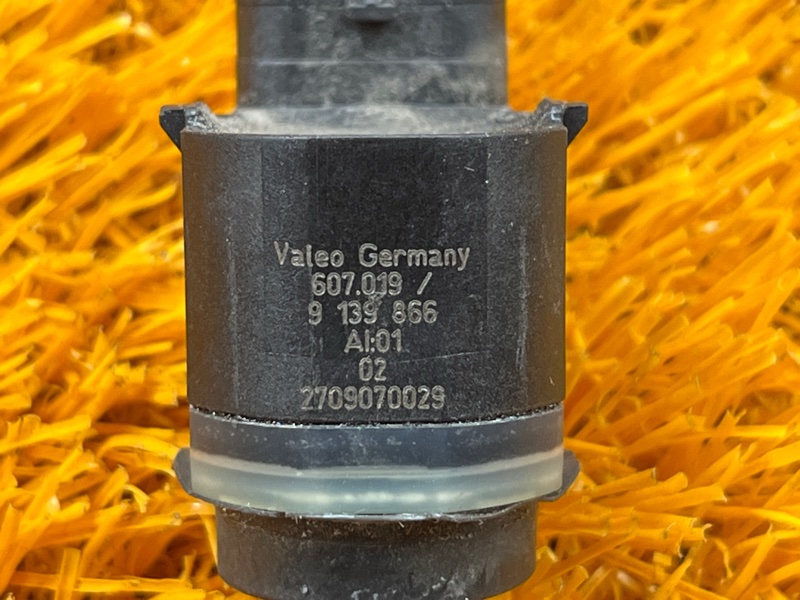 Valeo Germany
607.019 /
9 139 866
AI:01
02
2709070029